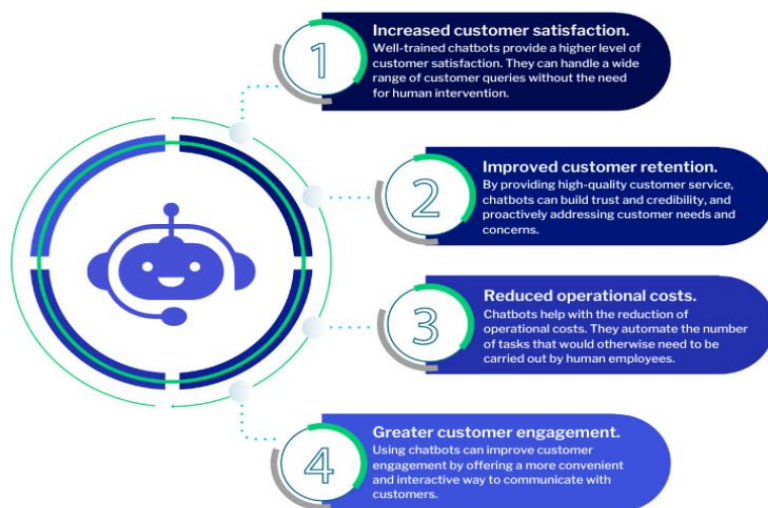 1
Increased customer satisfaction.
Well-trained chatbots provide a higher level of
customer satisfaction. They can handle a wide
range of customer queries without the need
for human intervention.
2
Improved customer retention.
By providing high-quality customer service,
chatbots can build trust and credibility, and
proactively addressing customer needs and
concerns.
3
Reduced operational costs.
Chatbots help with the reduction of
operational costs. They automate the number
of tasks that would otherwise need to be
carried out by human employees.
4
Greater customer engagement.
Using chatbots can improve customer
engagement by offering a more convenient
and interactive way to communicate with
customers.